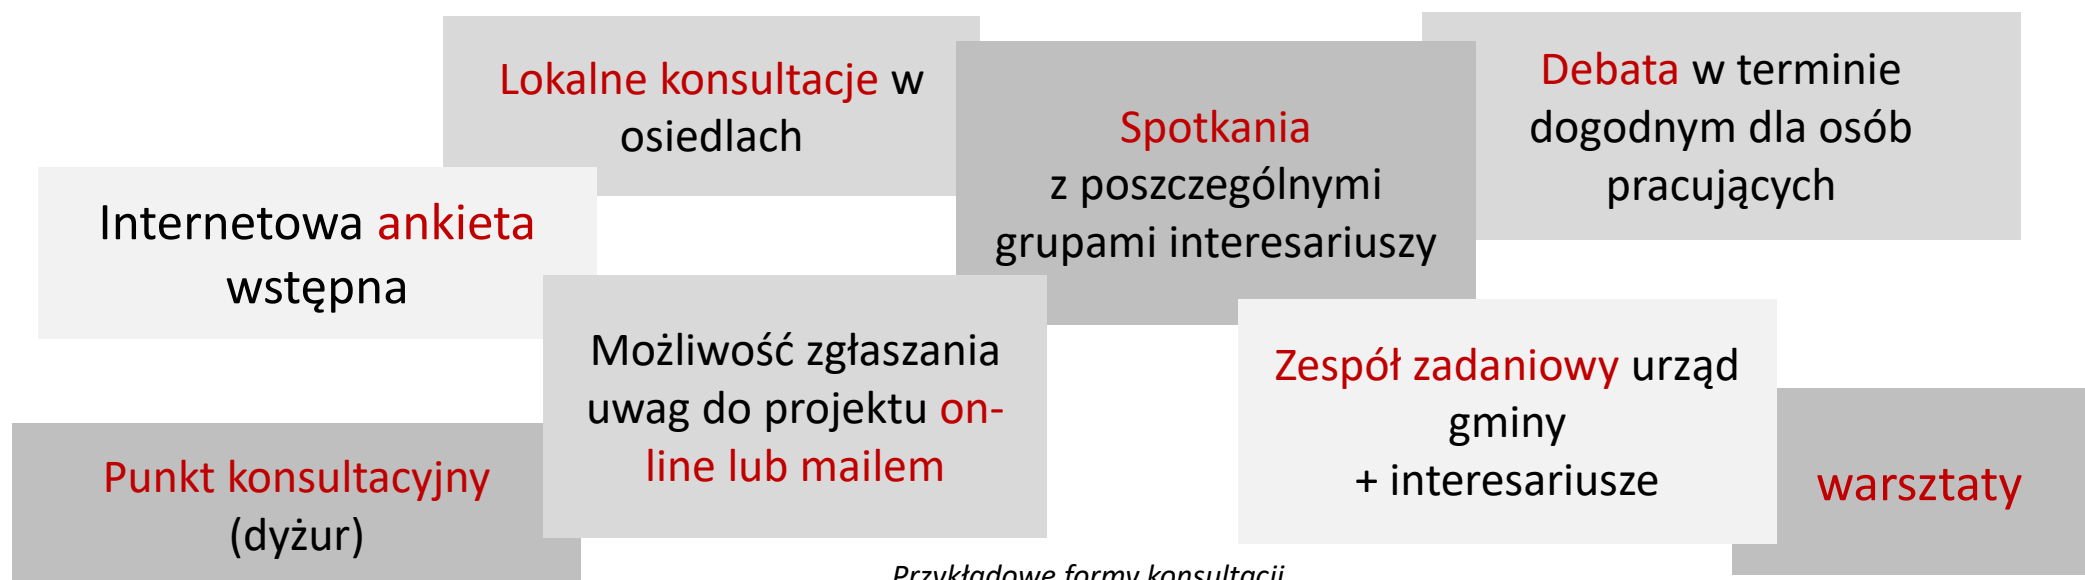 Lokalne konsultacje w
osiedlach
Spotkania
z poszczególnymi
grupami interesariuszy
Debata w terminie
dogodnym dla osób
pracujących
Internetowa ankieta
wstępna
Możliwość zgłaszania
uwag do projektu on-
line lub mailem
Zespół zadaniowy urząd
gminy
+ interesariusze
Punkt konsultacyjny
(dyżur)
warsztaty
Przykładowe formy konsultacji